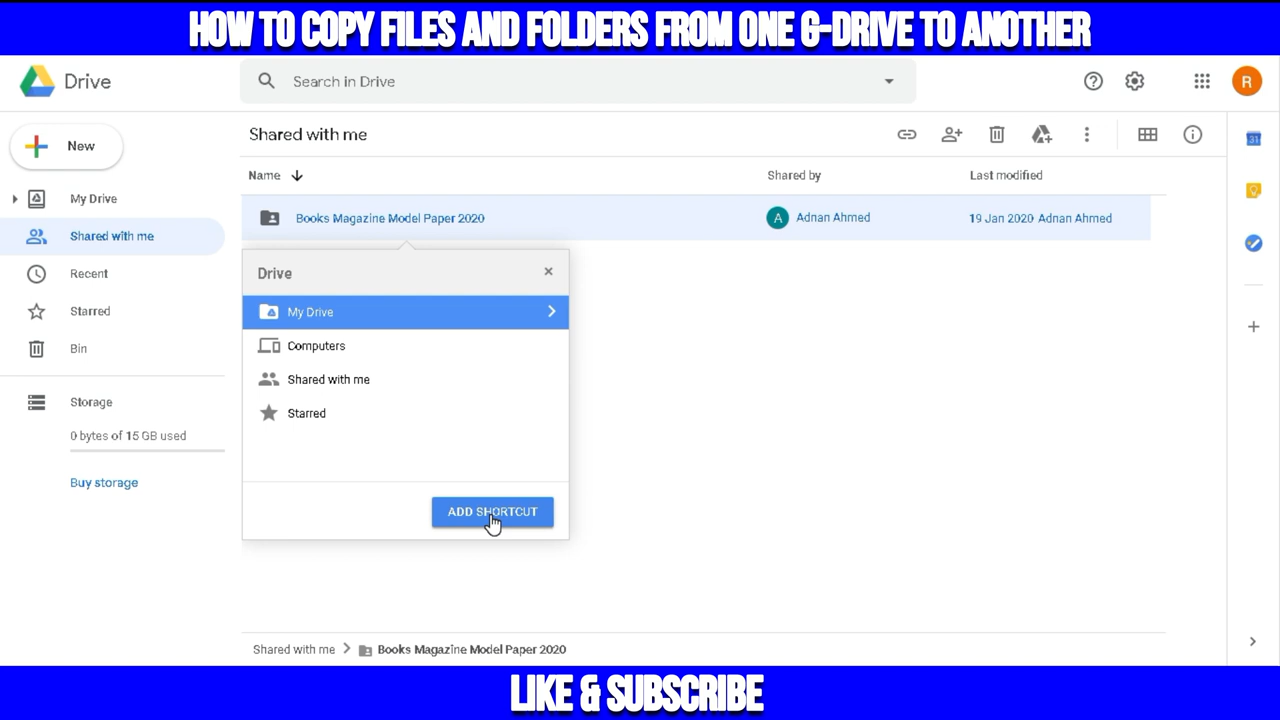 HOW TO COPY FILES AND FOLDERS FROM ONE G-DRIVE TO ANOTHER
Drive
Search in Drive
R
New
Shared with me
Name
Shared by
Last modified
My Drive
Books Magazine Model Paper 2020
A
Adnan Ahmed
19 Jan 2020 Adnan Ahmed
31
Shared with me
Recent
Starred
Bin
Storage
0 bytes of 15 GB used
Buy storage
Drive
My Drive
Computers
Shared with me
Starred
ADD SHORTCUT
Shared with me
Books Magazine Model Paper 2020
LIKE & SUBSCRIBE